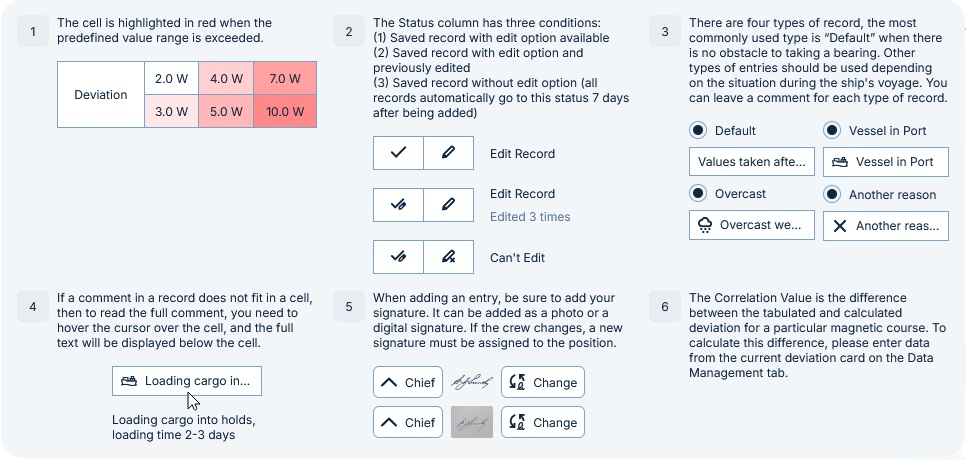 1
The cell is highlighted in red when the
predefined value range is exceeded.
Deviation
2.0 W 4.0 W 7.0 W
3.0 W 5.0 W 10.0 W
2
The Status column has three conditions:
(1) Saved record with edit option available
(2) Saved record with edit option and
previously edited
(3) Saved record without edit option (all
records automatically go to this status 7 days
after being added)
Edit Record
Edit Record
Edited 3 times
Can't Edit
3
There are four types of record, the most
commonly used type is “Default” when there
is no obstacle to taking a bearing. Other
types of entries should be used depending
on the situation during the ship's voyage. You
can leave a comment for each type of record.
Default Vessel in Port
Values taken afte... Vessel in Port
Overcast Another reason
Overcast we... Another reas...
4
If a comment in a record does not fit in a cell,
then to read the full comment, you need to
hover the cursor over the cell, and the full
text will be displayed below the cell.
Loading cargo in...
Loading cargo into holds,
loading time 2-3 days
5
When adding an entry, be sure to add your
signature. It can be added as a photo or a
digital signature. If the crew changes, a new
signature must be assigned to the position.
Chief Change
Chief Change
6
The Correlation Value is the difference
between the tabulated and calculated
deviation for a particular magnetic course. To
calculate this difference, please enter data
from the current deviation card on the Data
Management tab.